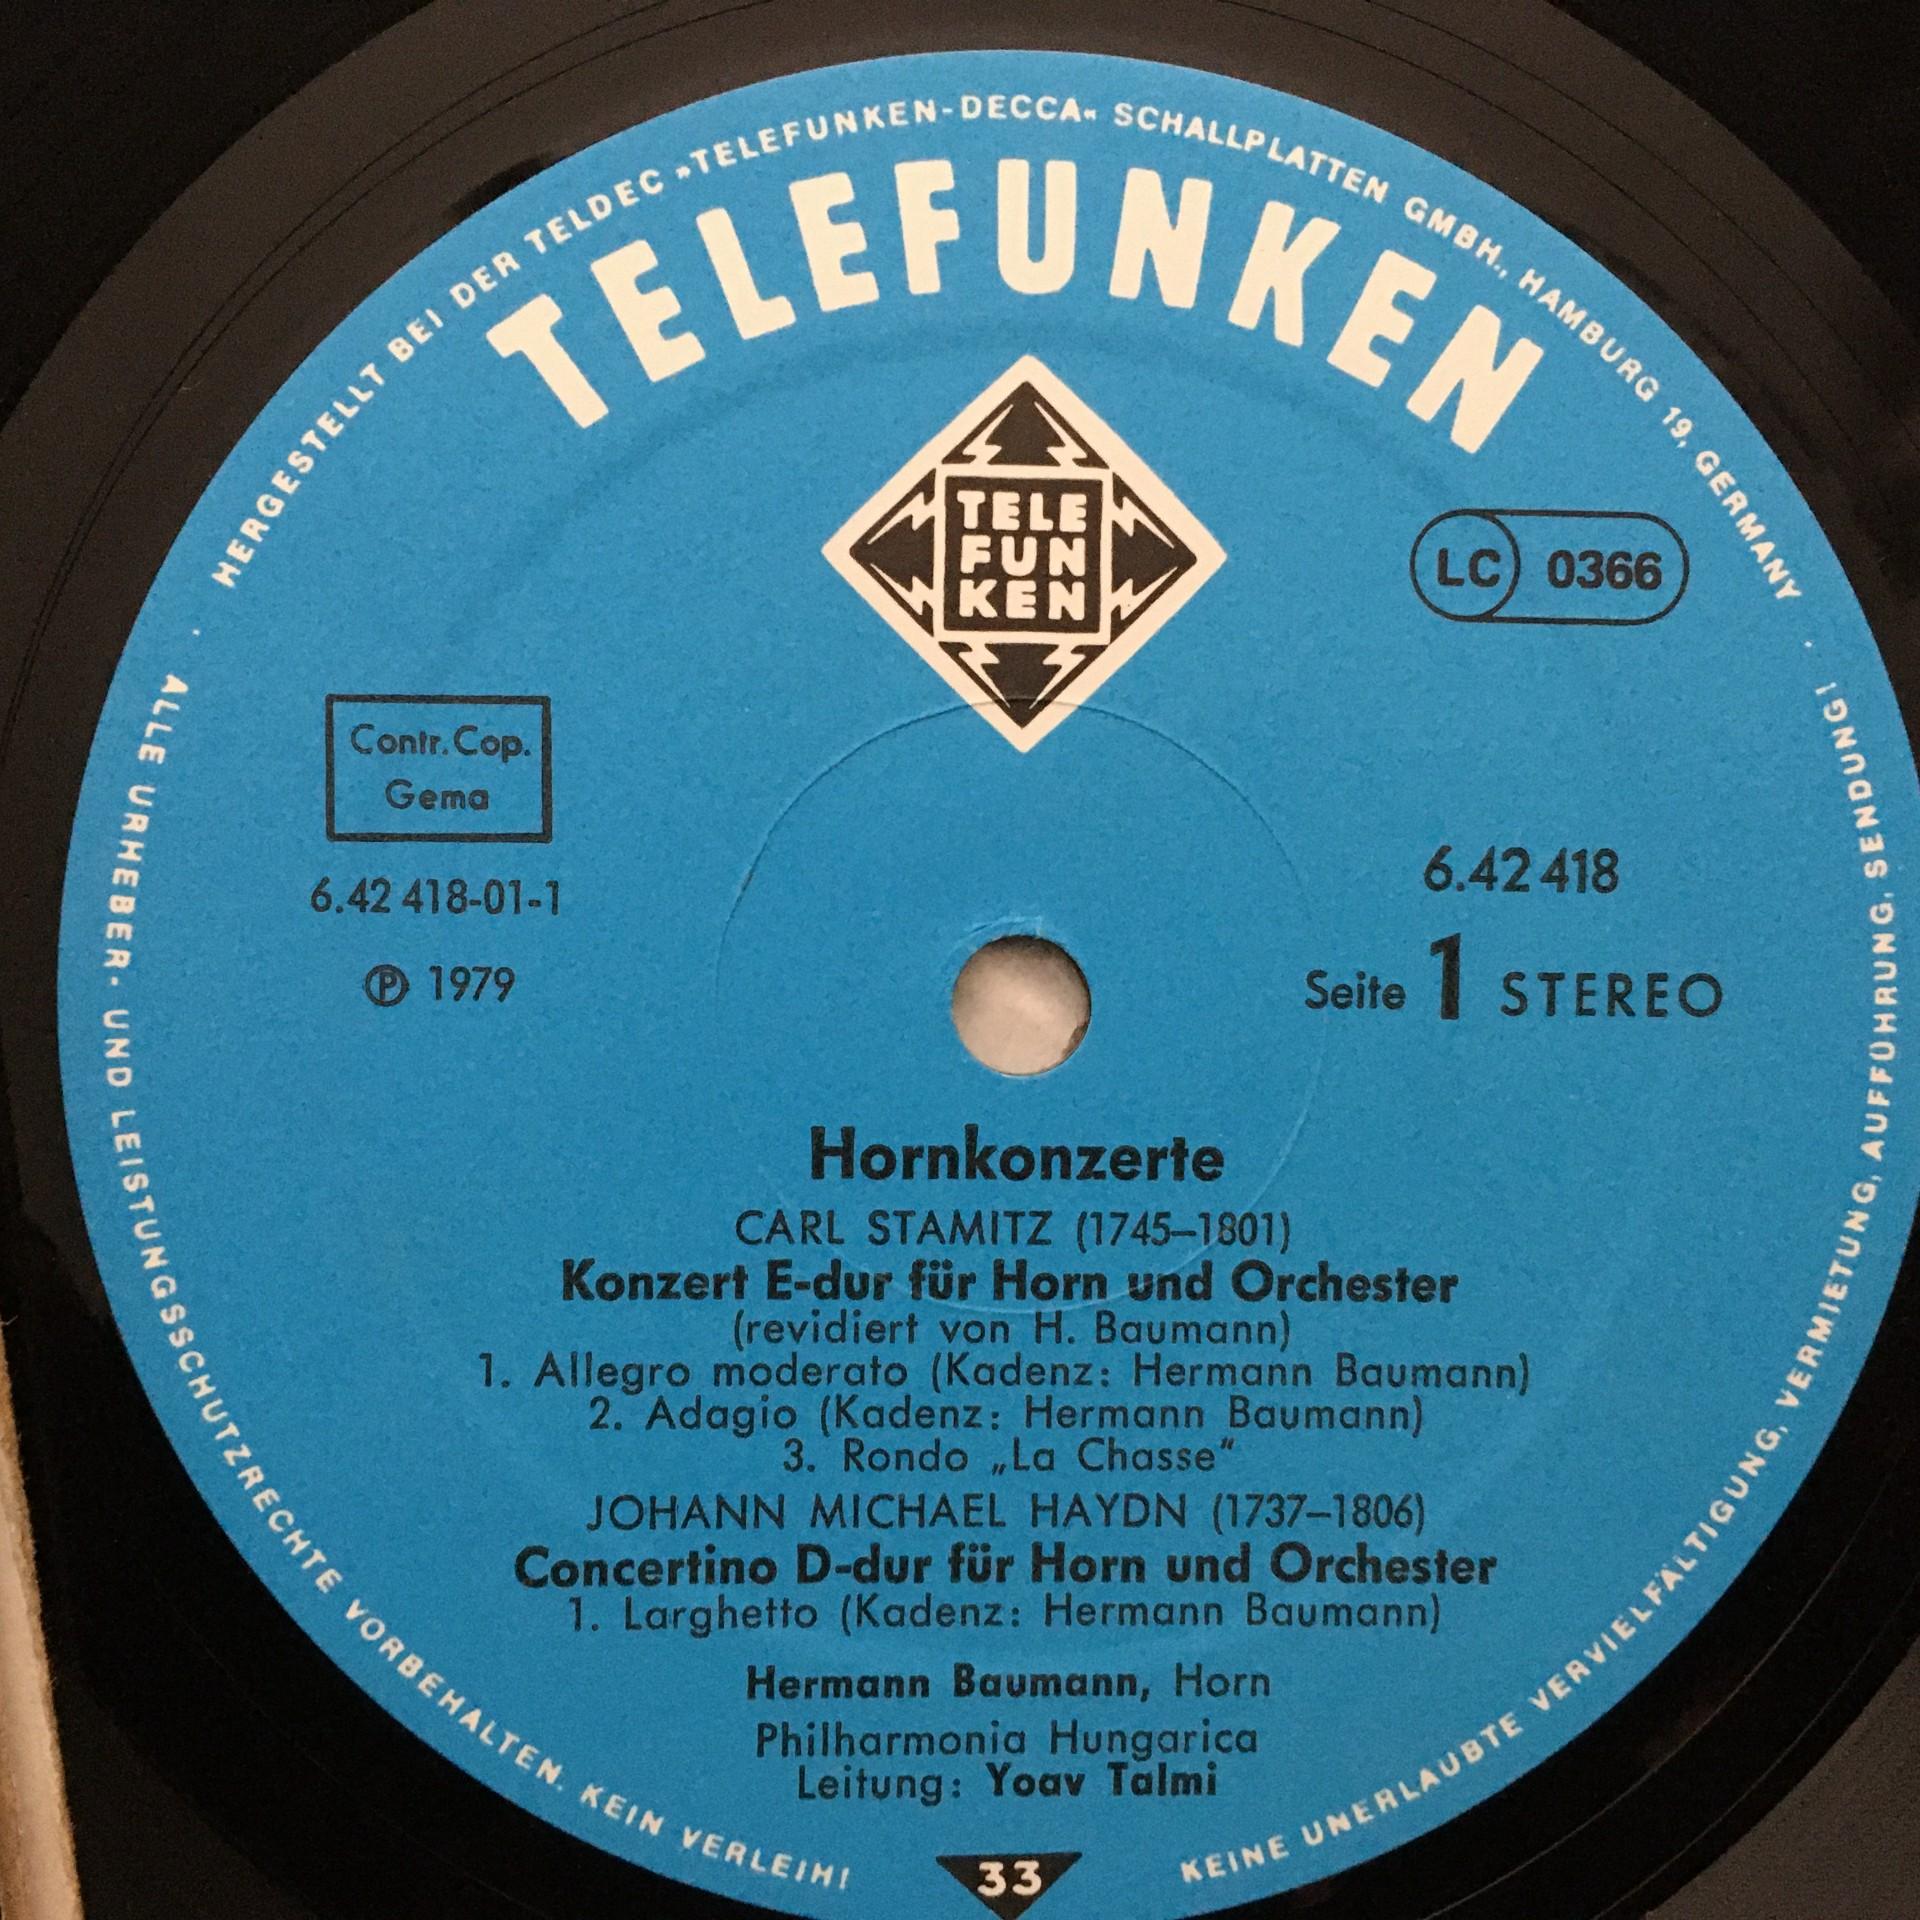 HERGESTELLT BEI DER TELDEC »TELEFUNKEN-DECCA« SCHALLPLATTEN GMBH., HAMBURG 19, GERMANY
TELEFUNKEN
TELE
FUN
KEN
LC 0366
Contr.Cop.
Gema
6.42 418-01-1
℗ 1979
6.42 418
Seite 1 STEREO
Hornkonzerte
CARL STAMITZ (1745–1801)
Konzert E-dur für Horn und Orchester
(revidiert von H. Baumann)
1. Allegro moderato (Kadenz: Hermann Baumann)
2. Adagio (Kadenz: Hermann Baumann)
3. Rondo „La Chasse“
JOHANN MICHAEL HAYDN (1737–1806)
Concertino D-dur für Horn und Orchester
1. Larghetto (Kadenz: Hermann Baumann)
Hermann Baumann, Horn
Philharmonia Hungarica
Leitung: Yoav Talmi
33
· ALLE URHEBER- UND LEISTUNGSSCHUTZRECHTE VORBEHALTEN. KEIN VERLEIH!
KEINE UNERLAUBTE VERVIELFÄLTIGUNG, VERMIETUNG, AUFFÜHRUNG, SENDUNG! ·